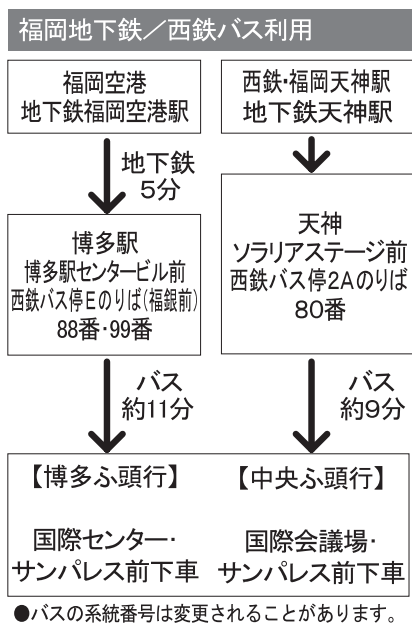 福岡地下鉄／西鉄バス利用
福岡空港
地下鉄福岡空港駅
地下鉄
5分
博多駅
博多駅センタービル前
西鉄バス停Eのりば(福銀前)
88番・99番
バス
約11分
【博多ふ頭行】
国際センター・
サンパレス前下車
西鉄・福岡天神駅
地下鉄天神駅
天神
ソラリアステージ前
西鉄バス停2Aのりば
80番
バス
約9分
【中央ふ頭行】
国際会議場・
サンパレス前下車
●バスの系統番号は変更されることがあります。